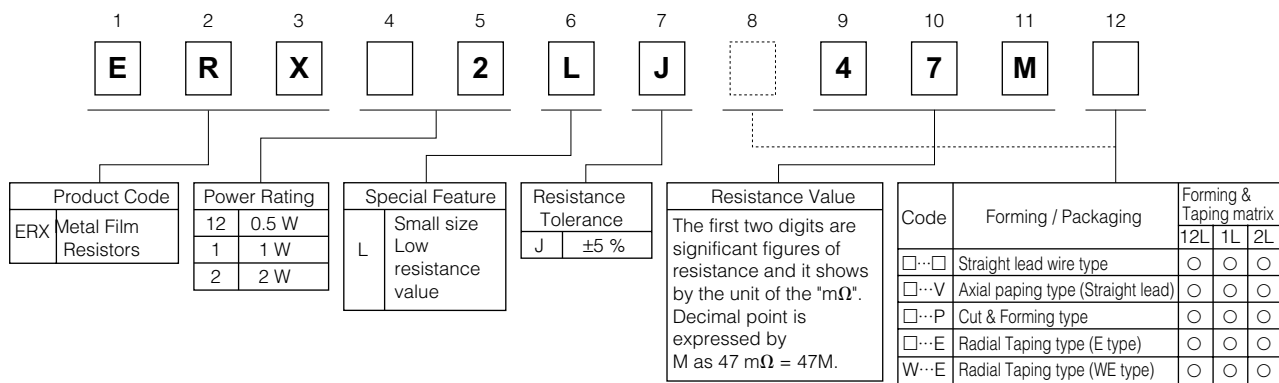 1 2 3 4 5 6 7 8 9 10 11 12
E R X 2 L J 4 7 M
Product Code
ERX Metal Film
Resistors
Power Rating
12 0.5 W
1 1 W
2 2 W
Special Feature
L Small size
Low
resistance
value
Resistance
Tolerance
J ±5 %
Resistance Value
The first two digits are
significant figures of
resistance and it shows
by the unit of the "mΩ".
Decimal point is
expressed by
M as 47 mΩ = 47M.
Code Forming / Packaging Forming &
Taping matrix
12L 1L 2L
□···□ Straight lead wire type ○ ○ ○
□···V Axial paping type (Straight lead) ○ ○ ○
□···P Cut & Forming type ○ ○ ○
□···E Radial Taping type (E type) ○ ○ ○
W···E Radial Taping type (WE type) ○ ○ ○